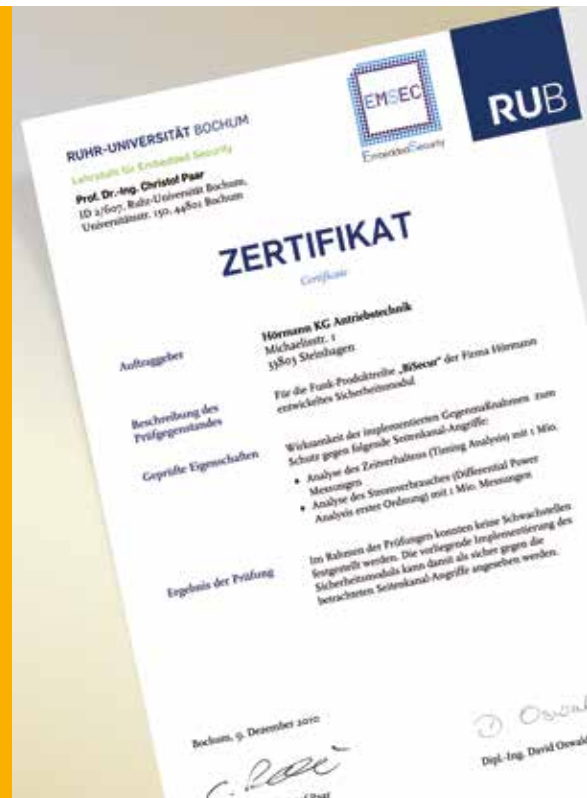 RUHR-UNIVERSITÄT BOCHUM
EMSEC
Embedded Security
RUB
Lehrstuhl für Embedded Security
Prof. Dr.-Ing. Christof Paar
ID 2/607, Ruhr-Universität Bochum,
Universitätsstr. 150, 44801 Bochum
ZERTIFIKAT
Certificate
Auftraggeber
Hörmann KG Antriebstechnik
Michaelisstr. 1
33803 Steinhagen
Beschreibung des
Prüfgegenstandes
Für die Funk-Produktreihe „BiSecur" der Firma Hörmann
entwickeltes Sicherheitsmodul
Geprüfte Eigenschaften
Wirksamkeit der implementierten Gegenmaßnahmen zum
Schutz gegen folgende Seitenkanal-Angriffe:
• Analyse des Zeitverhaltens (Timing Analysis) mit 1 Mio.
Messungen
• Analyse des Stromverbrauches (Differential Power
Analysis erster Ordnung) mit 1 Mio. Messungen
Ergebnis der Prüfung
Im Rahmen der Prüfungen konnten keine Schwachstellen
festgestellt werden. Die vorliegende Implementierung des
Sicherheitsmoduls kann damit als sicher gegen die
betrachteten Seitenkanal-Angriffe angesehen werden.
Bochum, 9. Dezember 2010
D Oswal
Dipl.-Ing. David Oswald
Paar